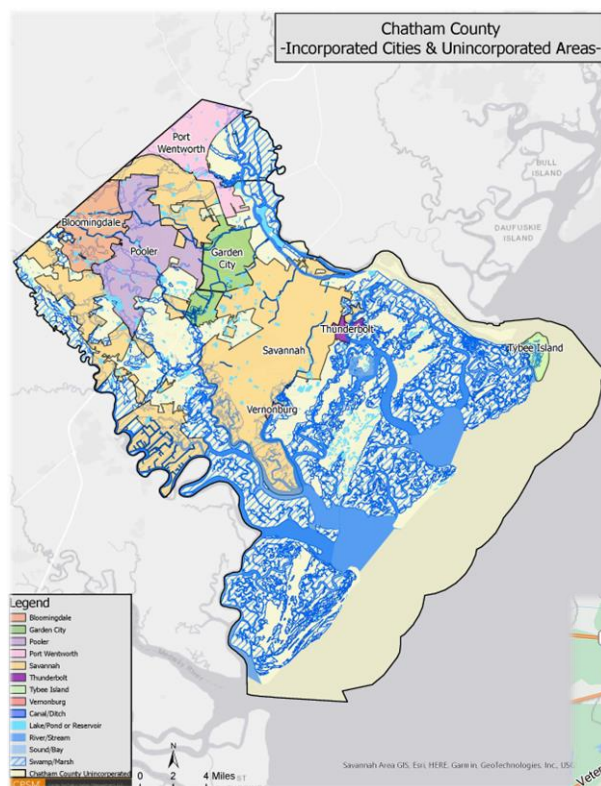 Chatham County
-Incorporated Cities & Unincorporated Areas-
Port
Wentworth
BULL
ISLAND
Bloomingdale
DAUFUSKIE
ISLAND
Pooler
Garden
City
Thunderbolt
Tybee Island
Savannah
Vernonburg
Legend
Bloomingdale
Garden City
Pooler
Port Wentworth
Savannah
Thunderbolt
Tybee Island
Vernonburg
Canal/Ditch
Lake/Pond or Reservoir
River/Stream
Sound/Bay
Swamp/Marsh
Chatham County Unincorporated
N
0 2 4 Miles
Savannah Area GIS, Esri, HERE, Garmin, GeoTechnologies, Inc., US